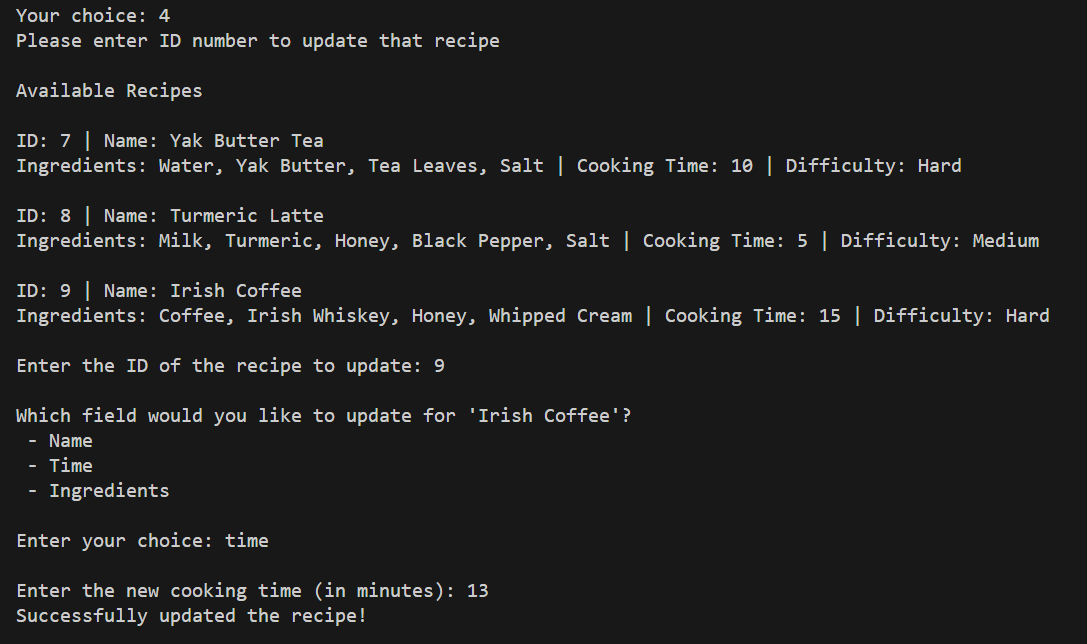 Your choice: 4
Please enter ID number to update that recipe
Available Recipes
ID: 7 | Name: Yak Butter Tea
Ingredients: Water, Yak Butter, Tea Leaves, Salt | Cooking Time: 10 | Difficulty: Hard
ID: 8 | Name: Turmeric Latte
Ingredients: Milk, Turmeric, Honey, Black Pepper, Salt | Cooking Time: 5 | Difficulty: Medium
ID: 9 | Name: Irish Coffee
Ingredients: Coffee, Irish Whiskey, Honey, Whipped Cream | Cooking Time: 15 | Difficulty: Hard
Enter the ID of the recipe to update: 9
Which field would you like to update for 'Irish Coffee'?
- Name
- Time
- Ingredients
Enter your choice: time
Enter the new cooking time (in minutes): 13
Successfully updated the recipe!